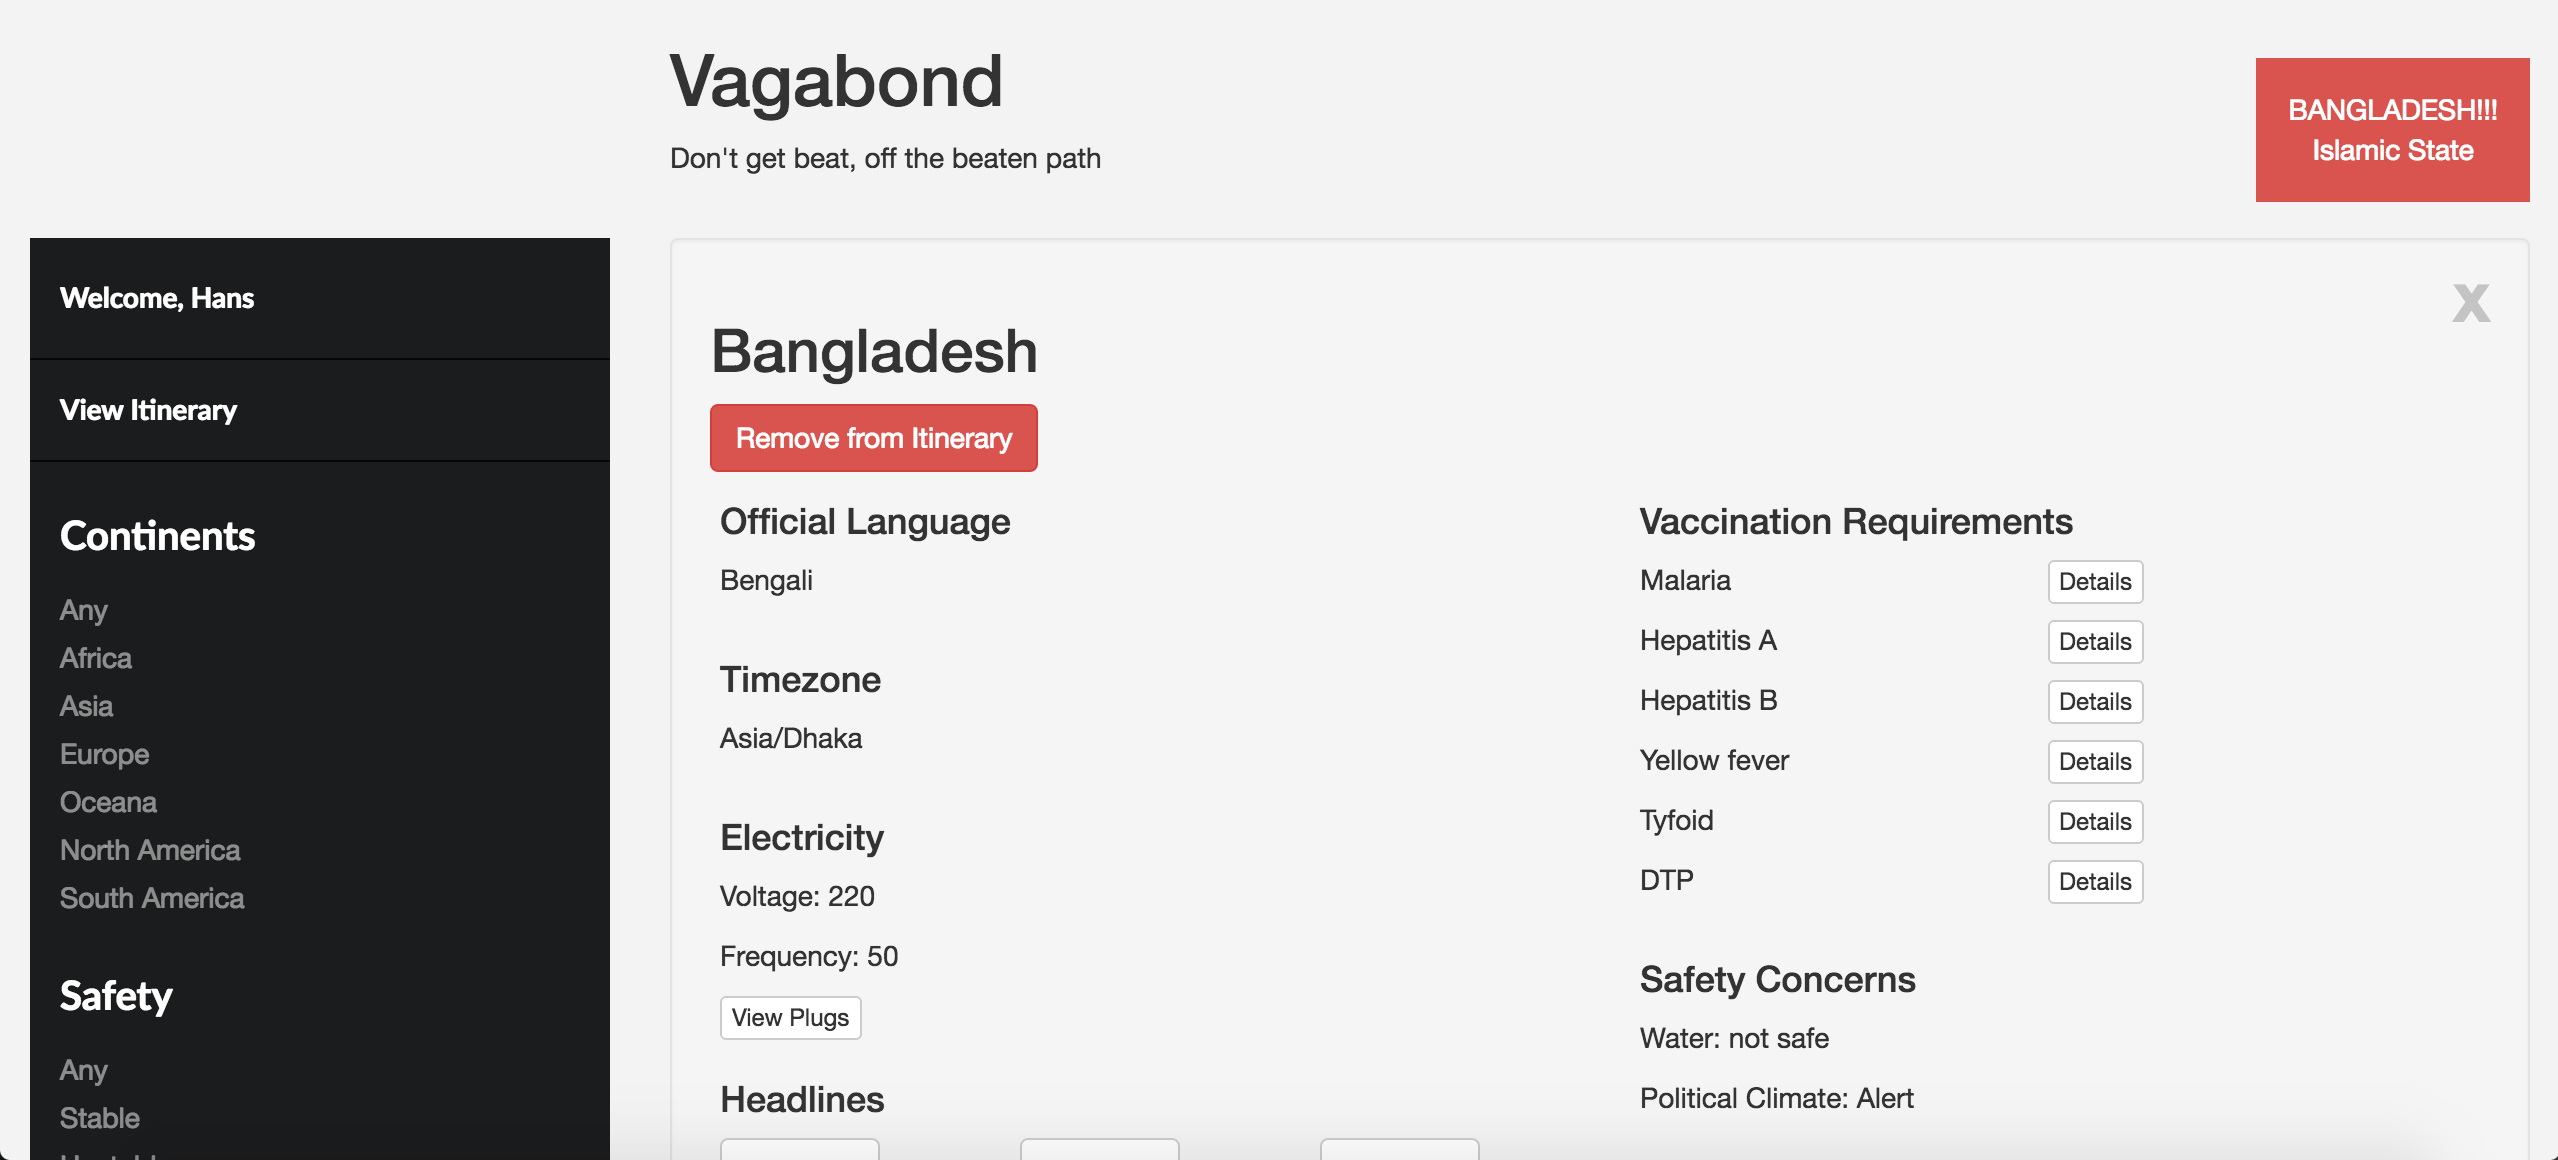 Vagabond
Don't get beat, off the beaten path
BANGLADESH!!!
Islamic State
Welcome, Hans
View Itinerary
Continents
Any
Africa
Asia
Europe
Oceana
North America
South America
Safety
Any
Stable
X
Bangladesh
Remove from Itinerary
Official Language
Bengali
Timezone
Asia/Dhaka
Electricity
Voltage: 220
Frequency: 50
View Plugs
Headlines
Vaccination Requirements
Malaria Details
Hepatitis A Details
Hepatitis B Details
Yellow fever Details
Tyfoid Details
DTP Details
Safety Concerns
Water: not safe
Political Climate: Alert